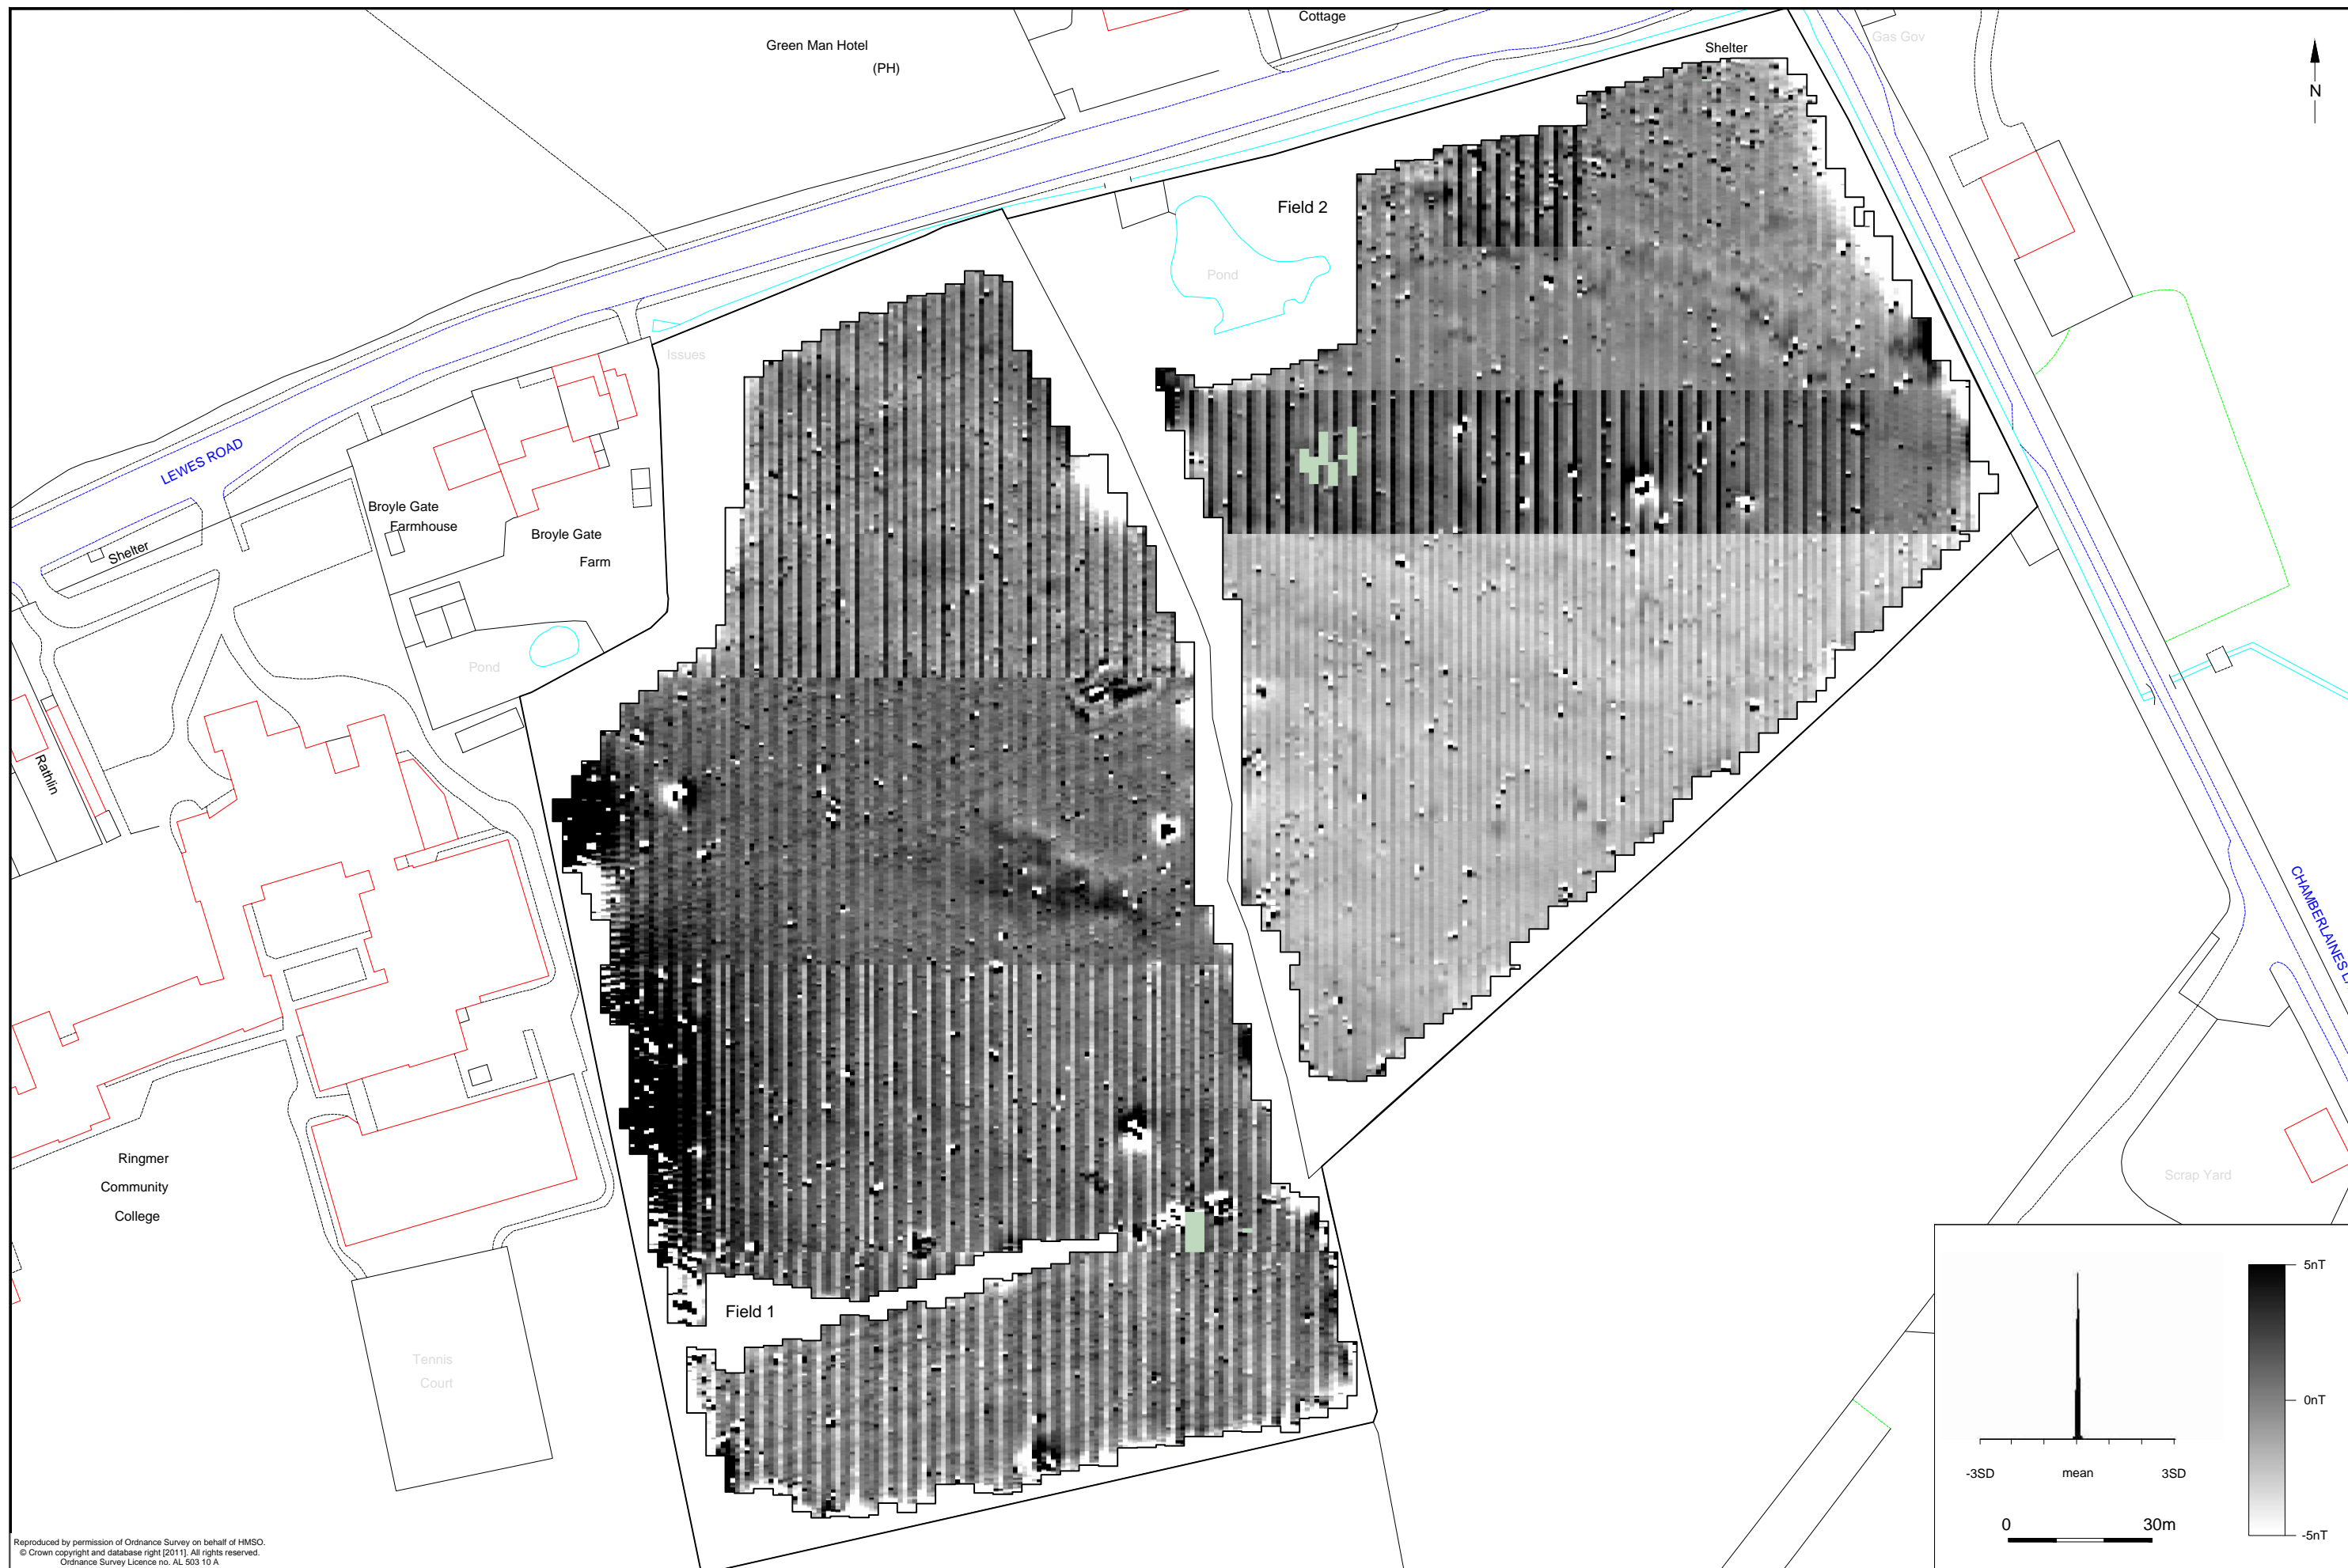 Cottage
Green Man Hotel
(PH)
Shelter
Gas Gov
N
Field 2
Pond
Issues
LEWES ROAD
Broyle Gate
Farmhouse
Broyle Gate
Farm
Shelter
Pond
Rathlin
CHAMBERLAINES L
Ringmer
Community
College
Scrap Yard
Field 1
Tennis
Court
5nT
0nT
-5nT
-3SD
mean
3SD
0
30m
Reproduced by permission of Ordnance Survey on behalf of HMSO.
© Crown copyright and database right [2011]. All rights reserved.
Ordnance Survey Licence no. AL 503 10 A